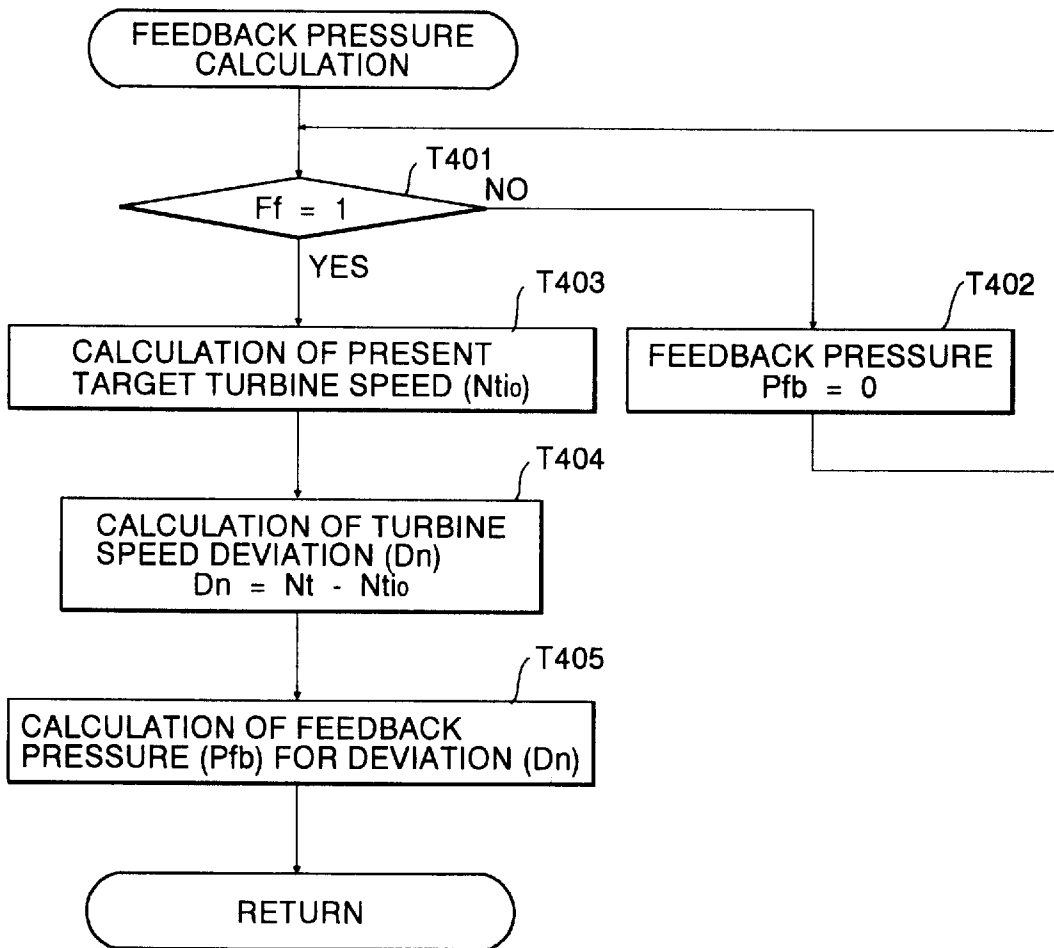 FEEDBACK PRESSURE
CALCULATION
T401
Ff = 1
NO
YES
T403
CALCULATION OF PRESENT
TARGET TURBINE SPEED (Ntio)
T402
FEEDBACK PRESSURE
Pfb = 0
T404
CALCULATION OF TURBINE
SPEED DEVIATION (Dn)
Dn = Nt - Ntio
T405
CALCULATION OF FEEDBACK
PRESSURE (Pfb) FOR DEVIATION (Dn)
RETURN